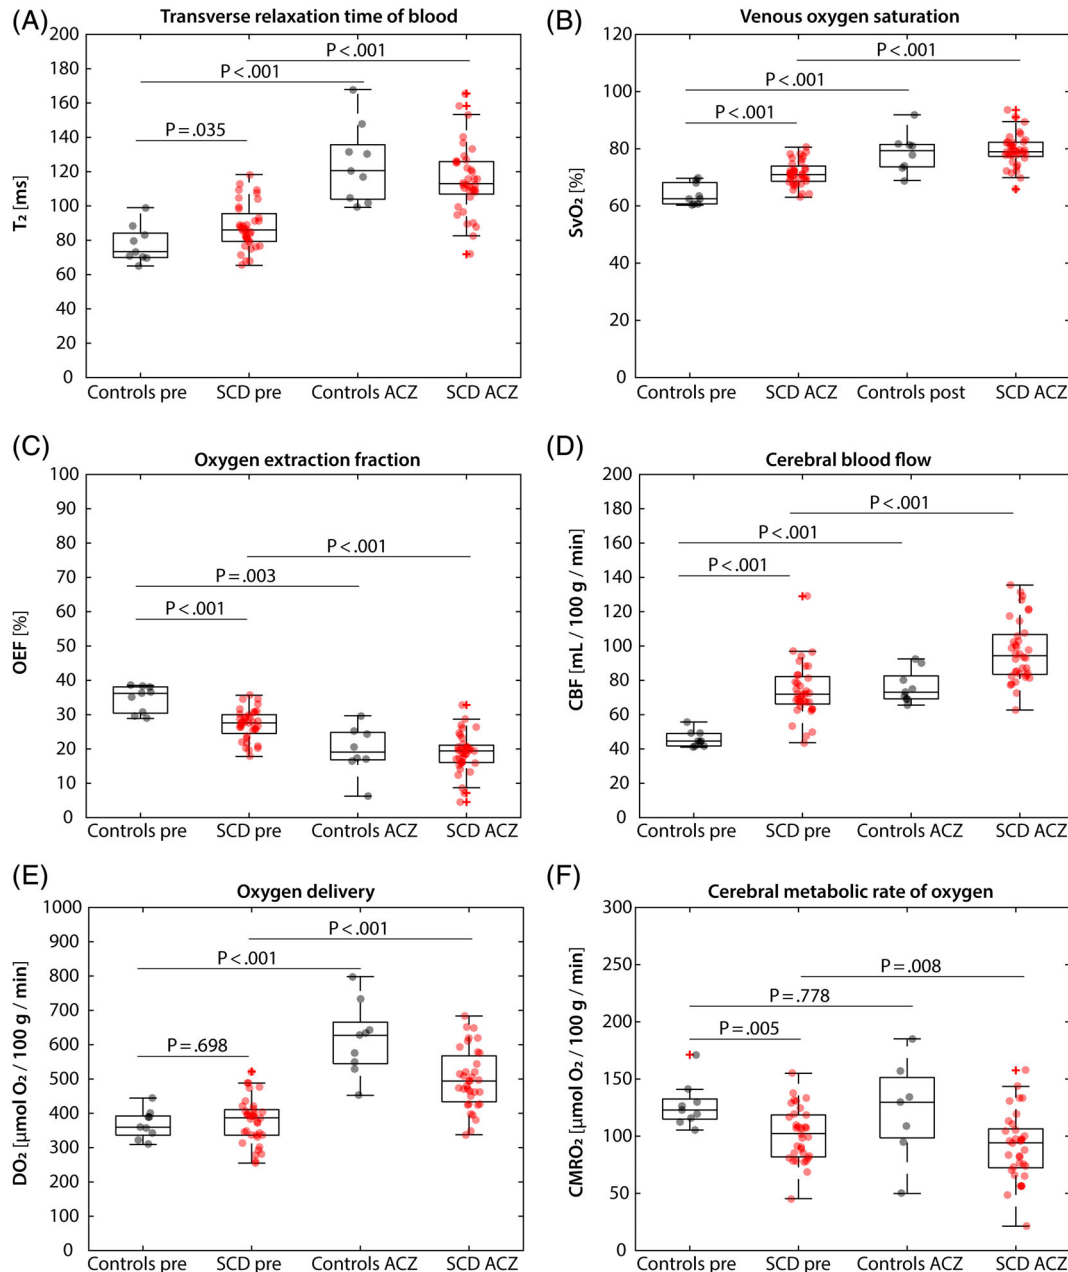 (A) Transverse relaxation time of blood
T₂ [ms]
200
180
160
140
120
100
80
60
40
20
0
P < .001
P < .001
P = .035
Controls pre SCD pre Controls ACZ SCD ACZ
(B) Venous oxygen saturation
SvO₂ [%]
120
100
80
60
40
20
0
P < .001
P < .001
P < .001
Controls pre SCD ACZ Controls post SCD ACZ
(C) Oxygen extraction fraction
OEF [%]
100
90
80
70
60
50
40
30
20
10
0
P < .001
P = .003
P < .001
Controls pre SCD pre Controls ACZ SCD ACZ
(D) Cerebral blood flow
CBF [mL / 100 g / min]
200
180
160
140
120
100
80
60
40
20
0
P < .001
P < .001
P < .001
Controls pre SCD pre Controls ACZ SCD ACZ
(E) Oxygen delivery
DO₂ [µmol O₂ / 100 g / min]
1000
900
800
700
600
500
400
300
200
100
0
P < .001
P < .001
P = .698
Controls pre SCD pre Controls ACZ SCD ACZ
(F) Cerebral metabolic rate of oxygen
CMRO₂ [µmol O₂ / 100 g / min]
300
250
200
150
100
50
0
P = .008
P = .778
P = .005
Controls pre SCD pre Controls ACZ SCD ACZ